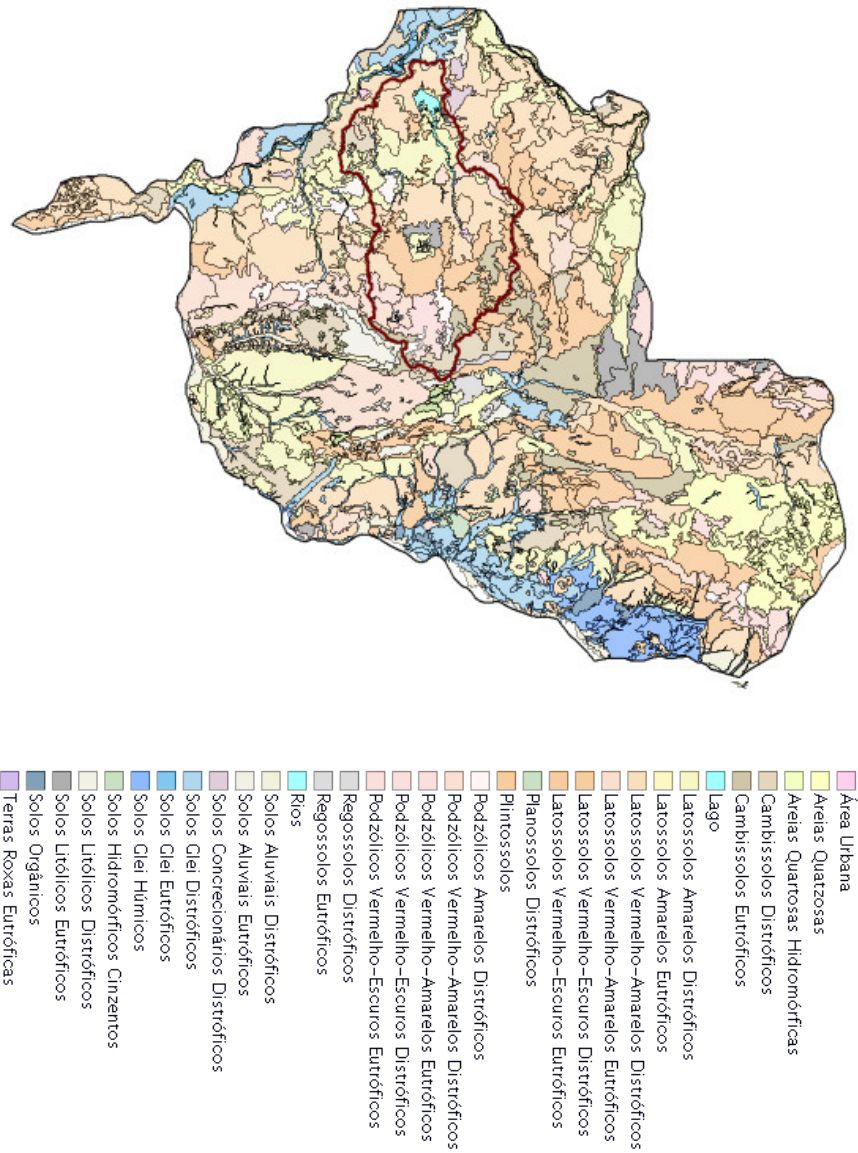 Área Urbana
Areias Quatzosas
Areias Quartosas Hidromórficas
Cambissolos Distróficos
Cambissolos Eutróficos
Lago
Latossolos Amarelos Distróficos
Latossolos Amarelos Eutróficos
Latossolos Vermelho-Amarelos Distróficos
Latossolos Vermelho-Amarelos Eutróficos
Latossolos Vermelho-Escuros Distróficos
Latossolos Vermelho-Escuros Eutróficos
Planossolos Distróficos
Plintossolos
Podzólicos Amarelos Distróficos
Podzólicos Vermelho-Amarelos Distróficos
Podzólicos Vermelho-Amarelos Eutróficos
Podzólicos Vermelho-Escuros Distróficos
Podzólicos Vermelho-Escuros Eutróficos
Regossolos Distróficos
Regossolos Eutróficos
Rios
Solos Aluviais Distróficos
Solos Aluviais Eutróficos
Solos Concrecionários Distróficos
Solos Glei Distróficos
Solos Glei Eutróficos
Solos Glei Húmicos
Solos Hidromórficos Cinzentos
Solos Litólicos Distróficos
Solos Litólicos Eutróficos
Solos Orgânicos
Terras Roxas Eutróficas